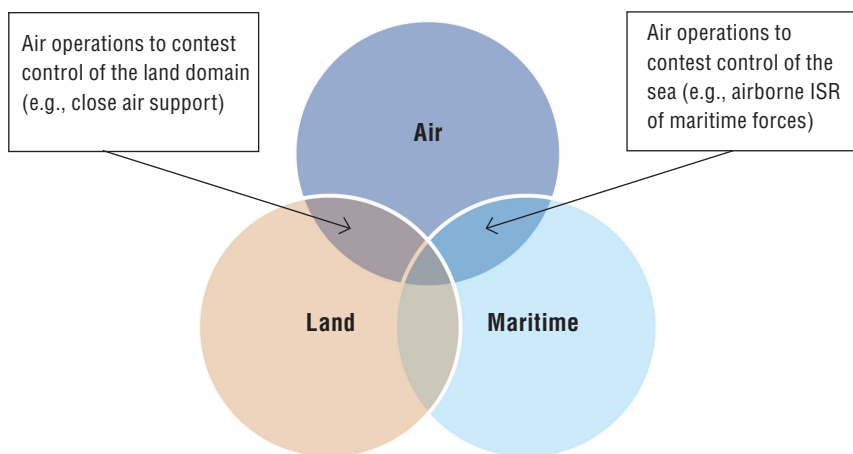 Air operations to contest
control of the land domain
(e.g., close air support)
Air operations to
contest control of the
sea (e.g., airborne ISR
of maritime forces)
Air
Land
Maritime